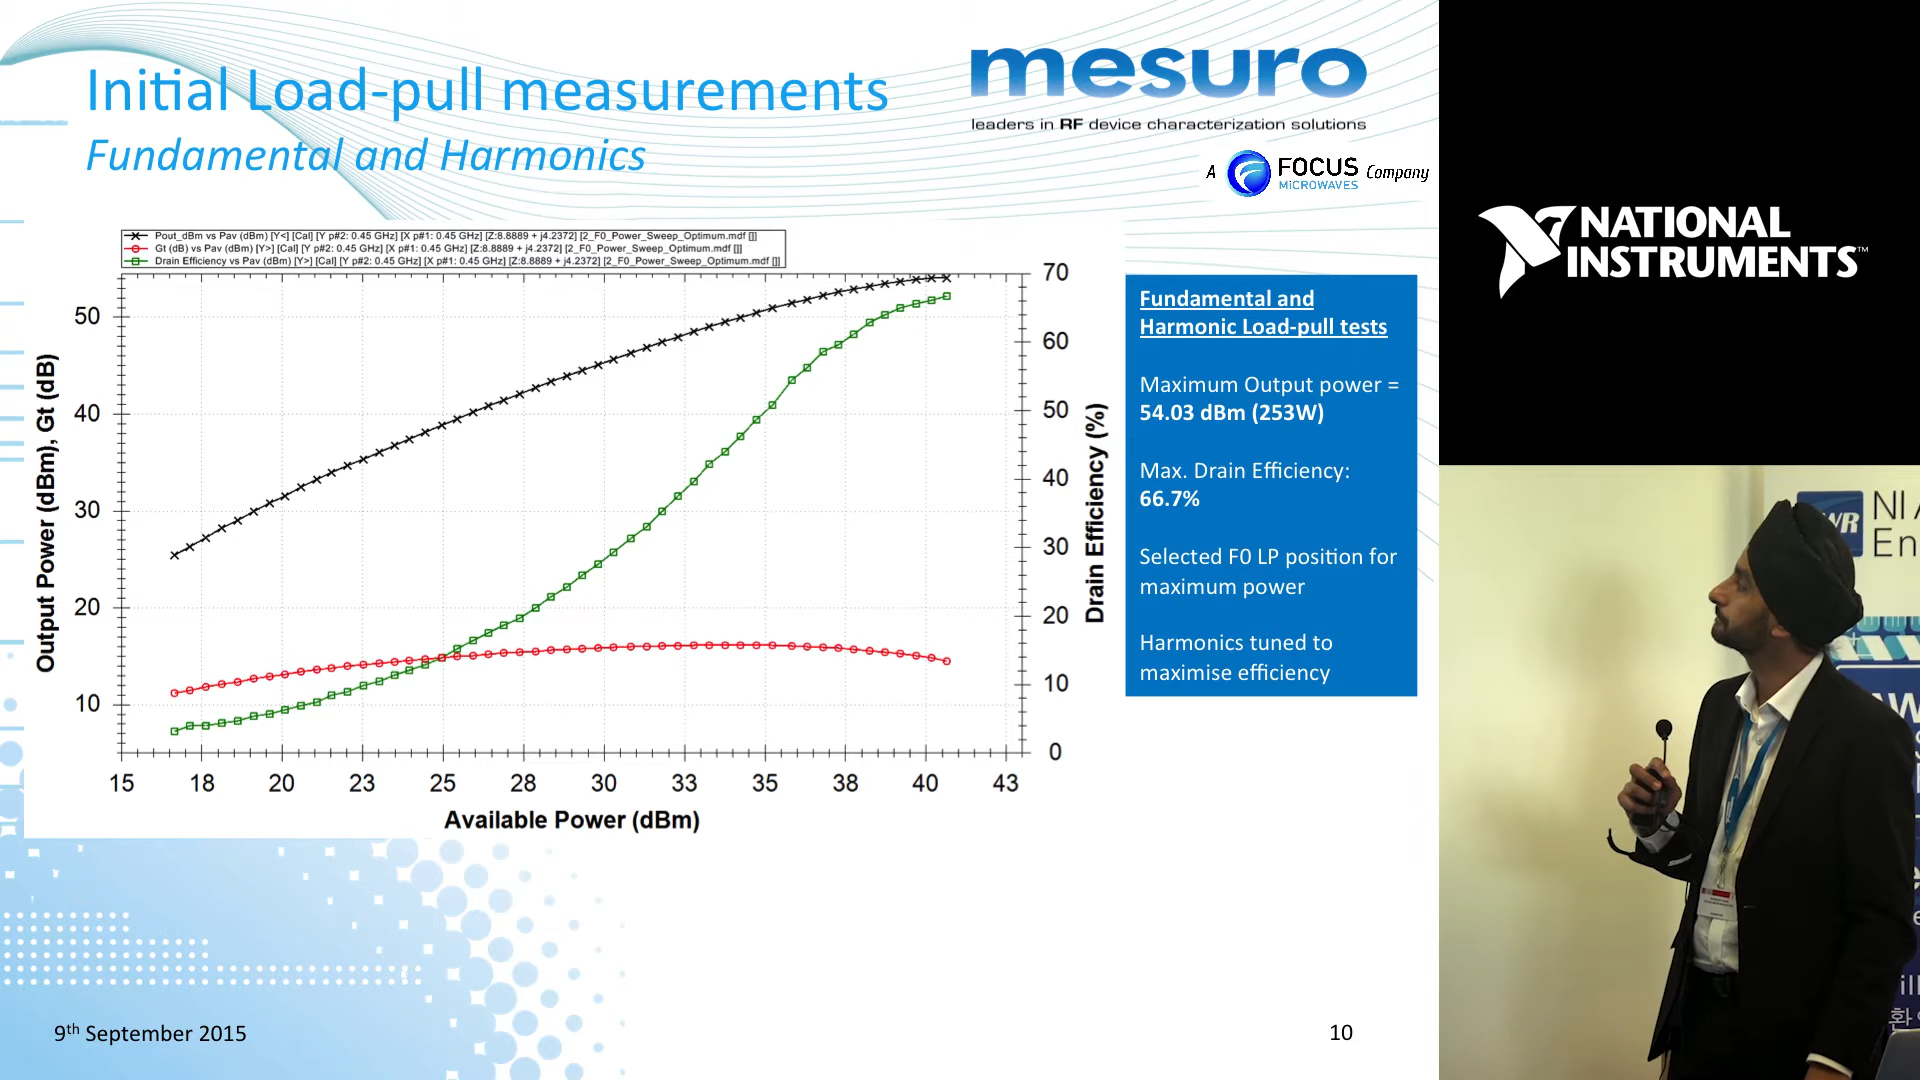 Initial Load-pull measurements
Fundamental and Harmonics
mesuro
leaders in RF device characterization solutions
A FOCUS MICROWAVES Company
Pout_dBm vs Pav (dBm) [Y<] [Cal] [Y p#2: 0.45 GHz] [X p#1: 0.45 GHz] [Z:8.8889 + j4.2372] [2_F0_Power_Sweep_Optimum.mdf []]
Gt (dB) vs Pav (dBm) [Y>] [Cal] [Y p#2: 0.45 GHz] [X p#1: 0.45 GHz] [Z:8.8889 + j4.2372] [2_F0_Power_Sweep_Optimum.mdf []]
Drain Efficiency vs Pav (dBm) [Y>] [Cal] [Y p#2: 0.45 GHz] [X p#1: 0.45 GHz] [Z:8.8889 + j4.2372] [2_F0_Power_Sweep_Optimum.mdf []]
Output Power (dBm), Gt (dB)
50
40
30
20
10
70
60
50
40
30
20
10
0
Drain Efficiency (%)
15 18 20 23 25 28 30 33 35 38 40 43
Available Power (dBm)
Fundamental and
Harmonic Load-pull tests
Maximum Output power =
54.03 dBm (253W)
Max. Drain Efficiency:
66.7%
Selected F0 LP position for
maximum power
Harmonics tuned to
maximise efficiency
9th September 2015
10
NATIONAL
INSTRUMENTS™
NI
En